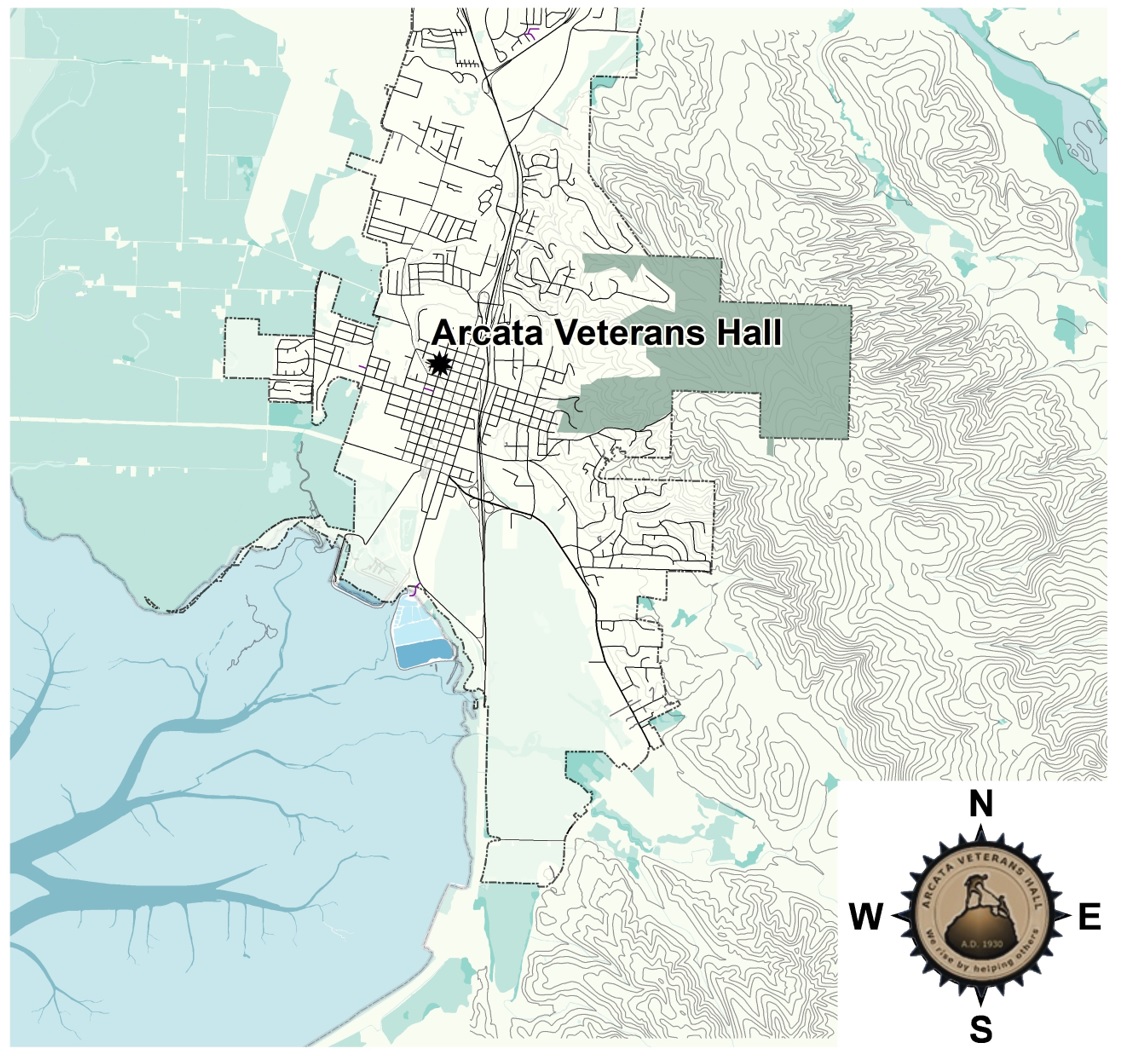 Arcata Veterans Hall
N
W
E
S
ARCATA VETERANS HALL
A.D. 1930
We rise by helping others